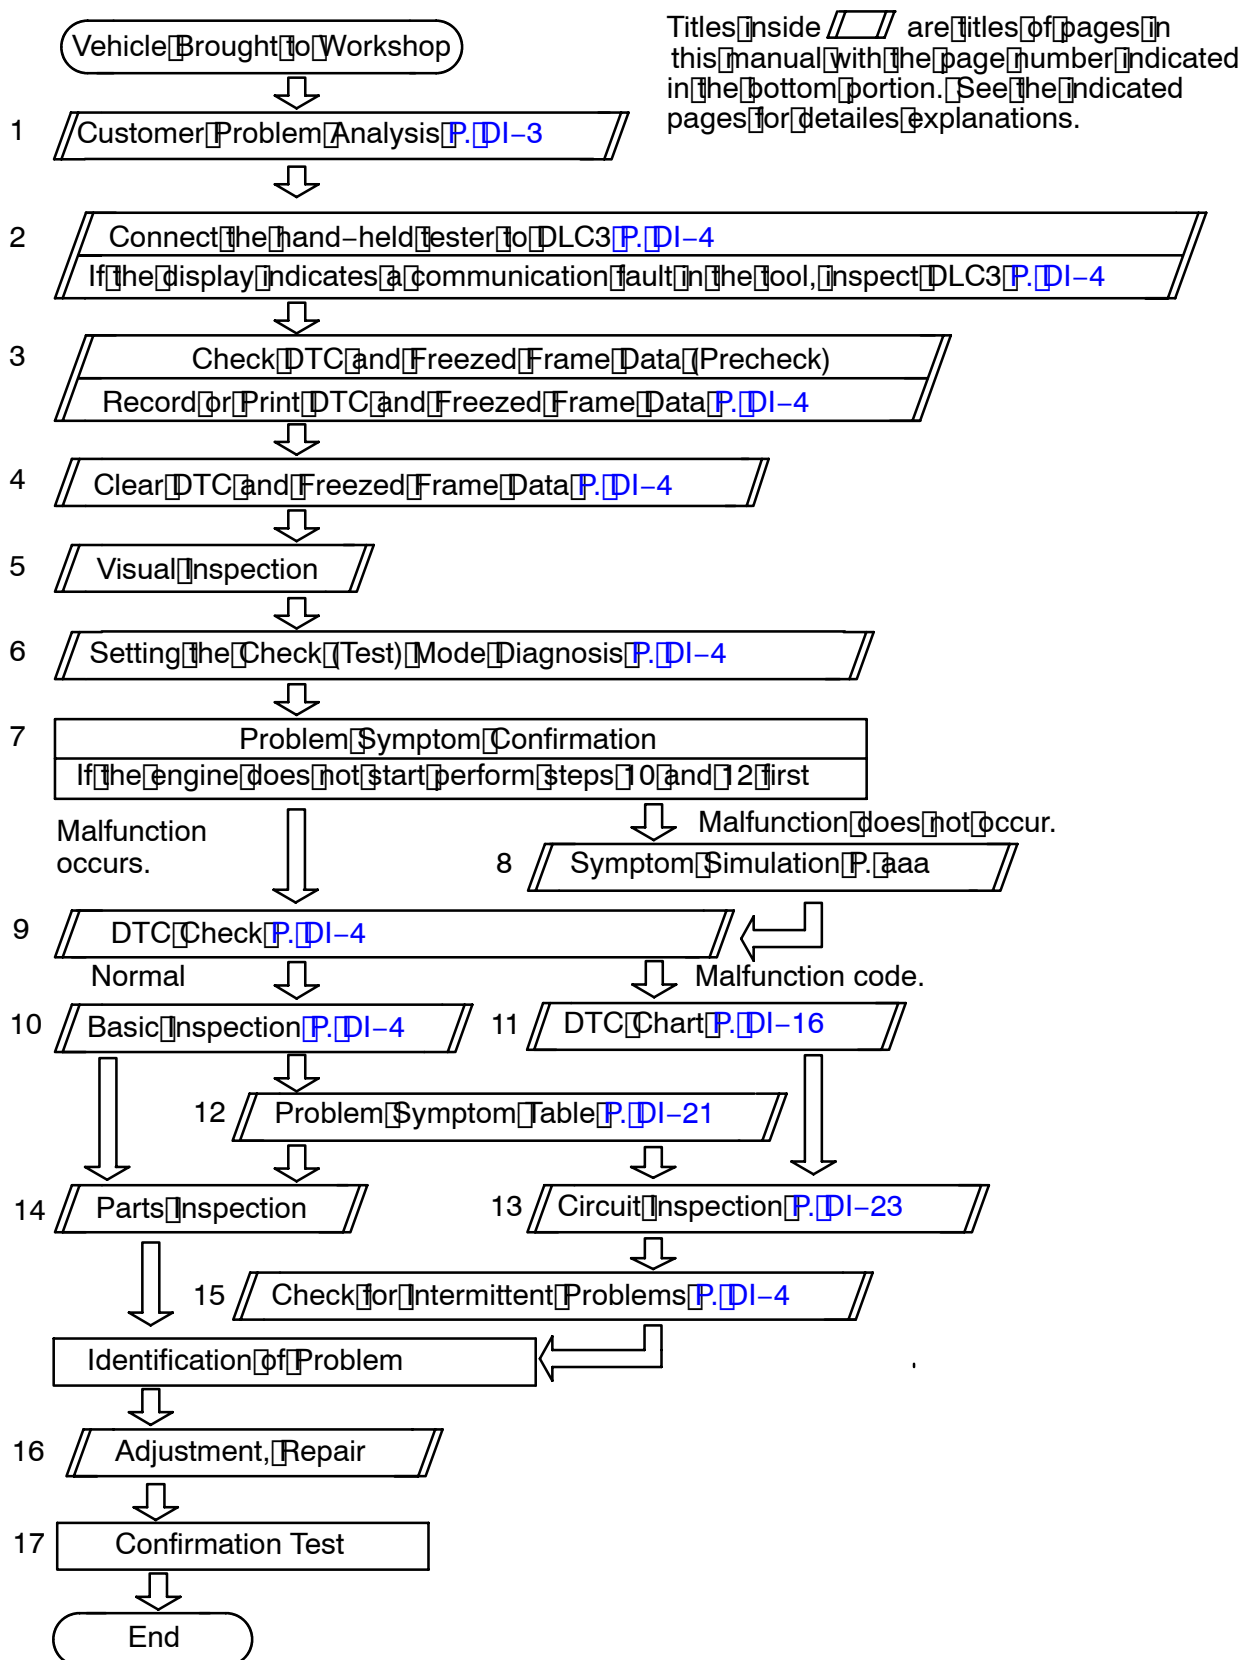 Vehicle Brought to Workshop
Titles inside are titles of pages in
this manual with the page number indicated
in the bottom portion. See the indicated
pages for detailes explanations.
1 Customer Problem Analysis P. DI-3
2 Connect the hand-held tester to DLC3 P. DI-4
If the display indicates a communication fault in the tool, inspect DLC3 P. DI-4
3 Check DTC and Freezed Frame Data (Precheck)
Record or Print DTC and Freezed Frame Data P. DI-4
4 Clear DTC and Freezed Frame Data P. DI-4
5 Visual Inspection
6 Setting the Check (Test) Mode Diagnosis P. DI-4
7 Problem Symptom Confirmation
If the engine does not start perform steps 10 and 12 first
Malfunction
occurs.
Malfunction does not occur.
8 Symptom Simulation P. aaa
9 DTC Check P. DI-4
Normal
Malfunction code.
10 Basic Inspection P. DI-4
11 DTC Chart P. DI-16
12 Problem Symptom Table P. DI-21
14 Parts Inspection
13 Circuit Inspection P. DI-23
15 Check for Intermittent Problems P. DI-4
Identification of Problem
16 Adjustment, Repair
17 Confirmation Test
End